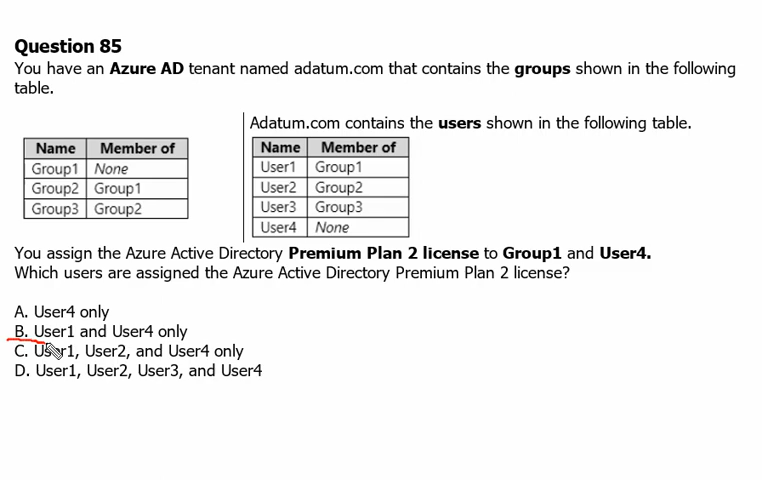 Question 85
You have an Azure AD tenant named adatum.com that contains the groups shown in the following
table.
Name Member of
Group1 None
Group2 Group1
Group3 Group2
Adatum.com contains the users shown in the following table.
Name Member of
User1 Group1
User2 Group2
User3 Group3
User4 None
You assign the Azure Active Directory Premium Plan 2 license to Group1 and User4.
Which users are assigned the Azure Active Directory Premium Plan 2 license?
A. User4 only
B. User1 and User4 only
C. User1, User2, and User4 only
D. User1, User2, User3, and User4